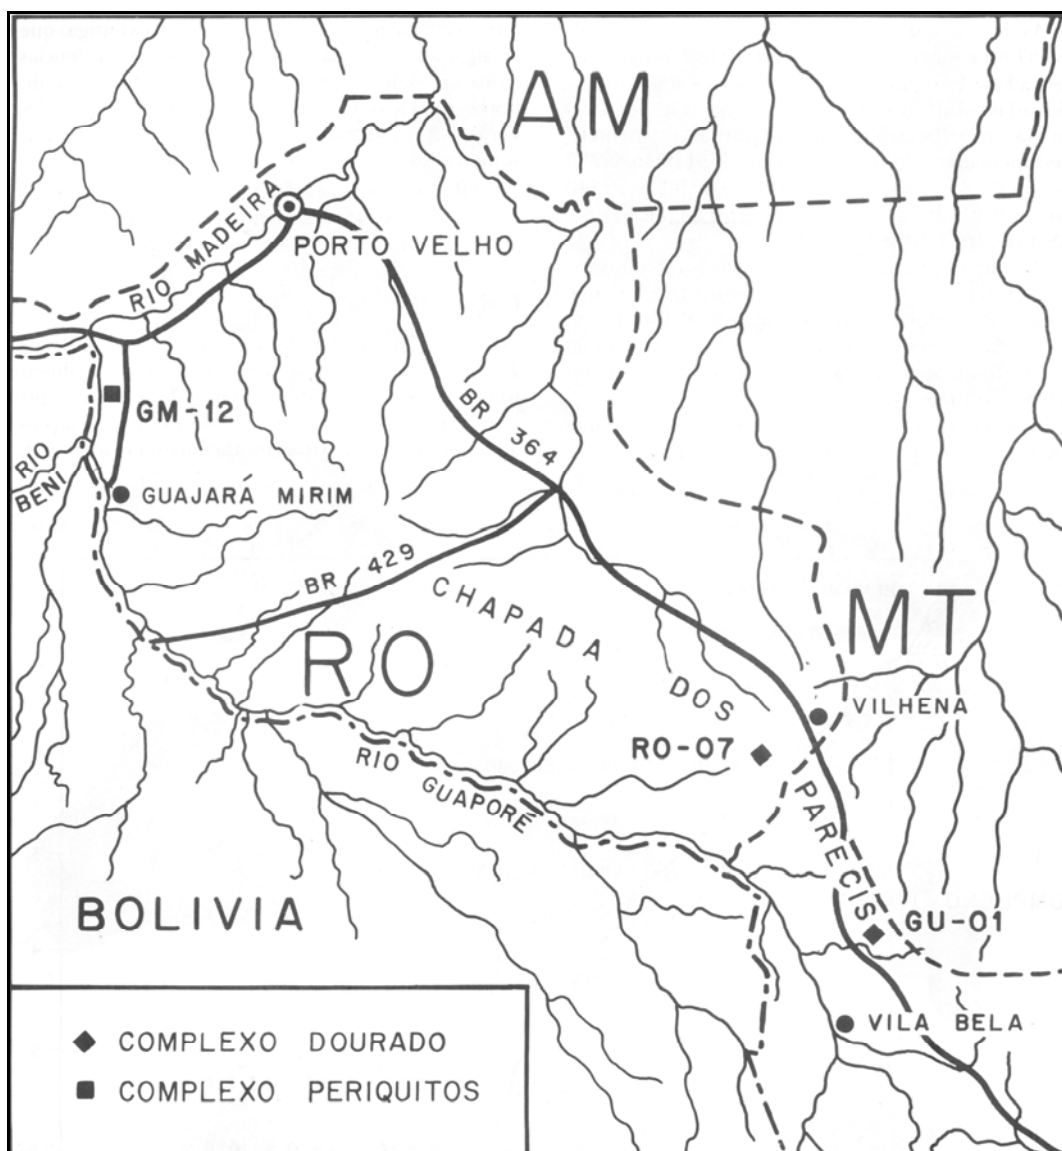 AM
RIO MADEIRA
PORTO VELHO
GM-12
BR 364
RIO BENI
GUAJARÁ MIRIM
BR 429
CHAPADA DOS PARECIS
MT
RO
VILHENA
RO-07
RIO GUAPORÉ
BOLIVIA
GU-01
VILA BELA
COMPLEXO DOURADO
COMPLEXO PERIQUITOS